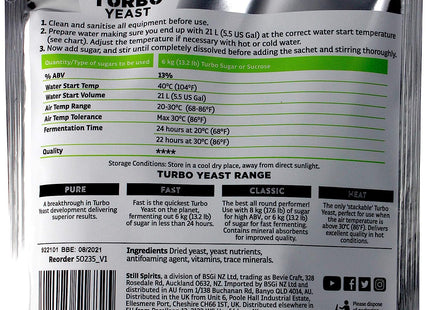 TURBO
YEAST
1. Clean and sanitise all equipment before use.
2. Prepare water making sure you end up with 21 L (5.5 US Gal) at the correct water start temperature
(see chart). Adjust the temperature if necessary with hot or cold water.
3. Now add sugar, and stir until completely dissolved before adding the sachet and stirring thoroughly.
Quantity/Type of sugars to be used 6 kg (13.2lb) Turbo Sugar or Sucrose
% ABV 13%
Water Start Temp 40°C (104°F)
Water Start Volume 21 L (5.5 US Gal)
Air Temp Range 20-30°C (68-86°F)
Air Temp Tolerance Max 30°C (86°F)
Fermentation Time 24 hours at 20°C (68°F)
22 hours at 30°C (86°F)
Quality ****
Storage Conditions: Store in a cool dry place, away from direct sunlight.
TURBO YEAST RANGE
PURE
A breakthrough in Turbo
Yeast development delivering
superior results.
FAST
Fast is the quickest Turbo
Yeast on the planet,
fermenting out 6 kg (13.2 lb)
of sugar in less than 24 hours.
CLASSIC
The best all round performer!
Use with 8 kg (17.6 lb) of sugar
for high ABV, or 6 kg (13.2 lb)
of sugar for fast fermentation.
Contains mineral absorbents
for improved quality.
HEAT
The only 'stackable' Turbo
Yeast, perfect for use when
the air temperature is
above 30°C (86°F). Delivers
excellent quality in hot
conditions.
922101 BBE: 08/2021
Reorder 50235_V1
Ingredients: Dried yeast, yeast nutrients,
antifoaming agent, vitamins, trace minerals.
Still Spirits, a division of BSGi NZ Ltd, trading as Bevie Craft, 328
Rosedale Rd, Auckland 0632, NZ. Imported by BSGi NZ Ltd and
Distributed in AU from 1/138 Buchanan Rd, Banyo QLD 4014, AU.
Distributed in the UK from Unit 6, Poole Hall Industrial Estate,
Ellesmere Port, Cheshire CH66 1ST, UK. Distributed elsewhere in